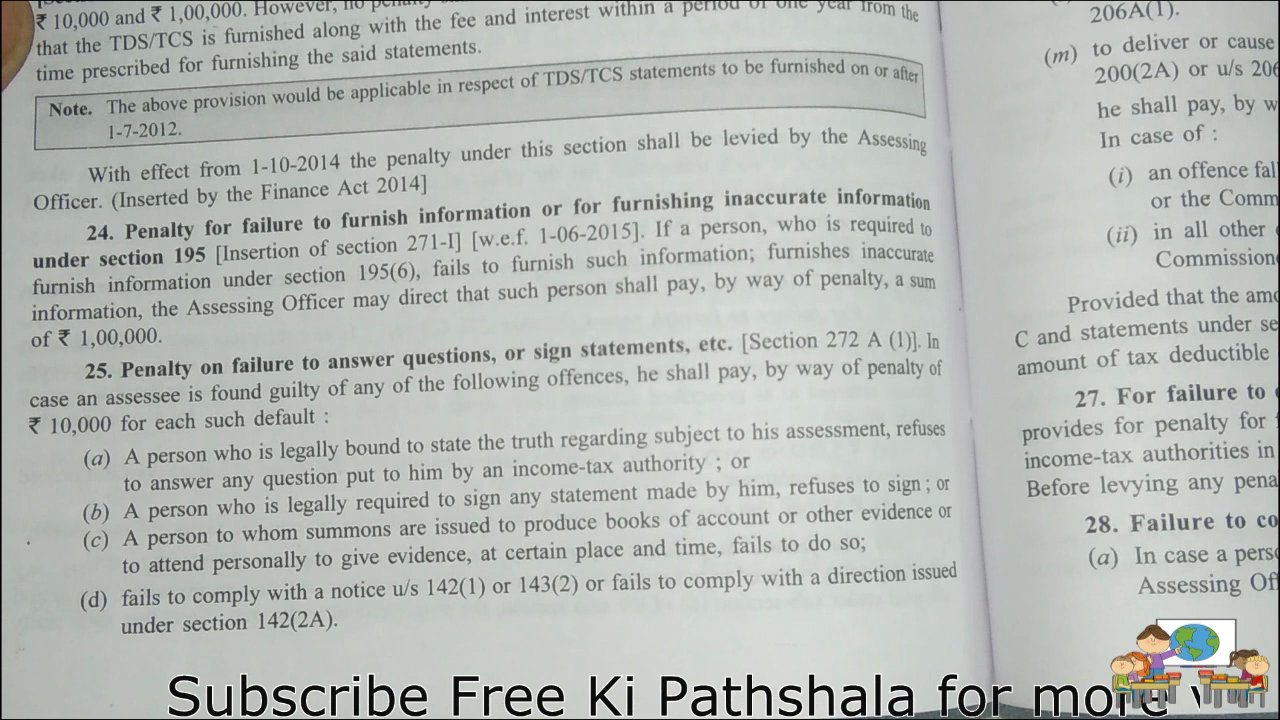 ₹ 10,000 and ₹ 1,00,000. However, no
that the TDS/TCS is furnished along with the fee and interest within a period of one year from the
time prescribed for furnishing the said statements.
Note. The above provision would be applicable in respect of TDS/TCS statements to be furnished on or after
1-7-2012.
With effect from 1-10-2014 the penalty under this section shall be levied by the Assessing
Officer. (Inserted by the Finance Act 2014]
24. Penalty for failure to furnish information or for furnishing inaccurate information
under section 195 [Insertion of section 271-I] [w.e.f. 1-06-2015]. If a person, who is required to
furnish information under section 195(6), fails to furnish such information; furnishes inaccurate
information, the Assessing Officer may direct that such person shall pay, by way of penalty, a sum
of ₹ 1,00,000.
25. Penalty on failure to answer questions, or sign statements, etc. [Section 272 A (1)]. In
case an assessee is found guilty of any of the following offences, he shall pay, by way of penalty of
₹ 10,000 for each such default :
(a) A person who is legally bound to state the truth regarding subject to his assessment, refuses
to answer any question put to him by an income-tax authority ; or
(b) A person who is legally required to sign any statement made by him, refuses to sign ; or
(c) A person to whom summons are issued to produce books of account or other evidence or
to attend personally to give evidence, at certain place and time, fails to do so;
(d) fails to comply with a notice u/s 142(1) or 143(2) or fails to comply with a direction issued
under section 142(2A).
206A(1).
(m) to deliver or cause
200(2A) or u/s 206
he shall pay, by w
In case of :
(i) an offence fal
or the Comm
(ii) in all other
Commission
Provided that the amo
C and statements under se
amount of tax deductible
27. For failure to
provides for penalty for
income-tax authorities in
Before levying any pena
28. Failure to co
(a) In case a perso
Assessing Of
Subscribe Free Ki Pathshala for more v